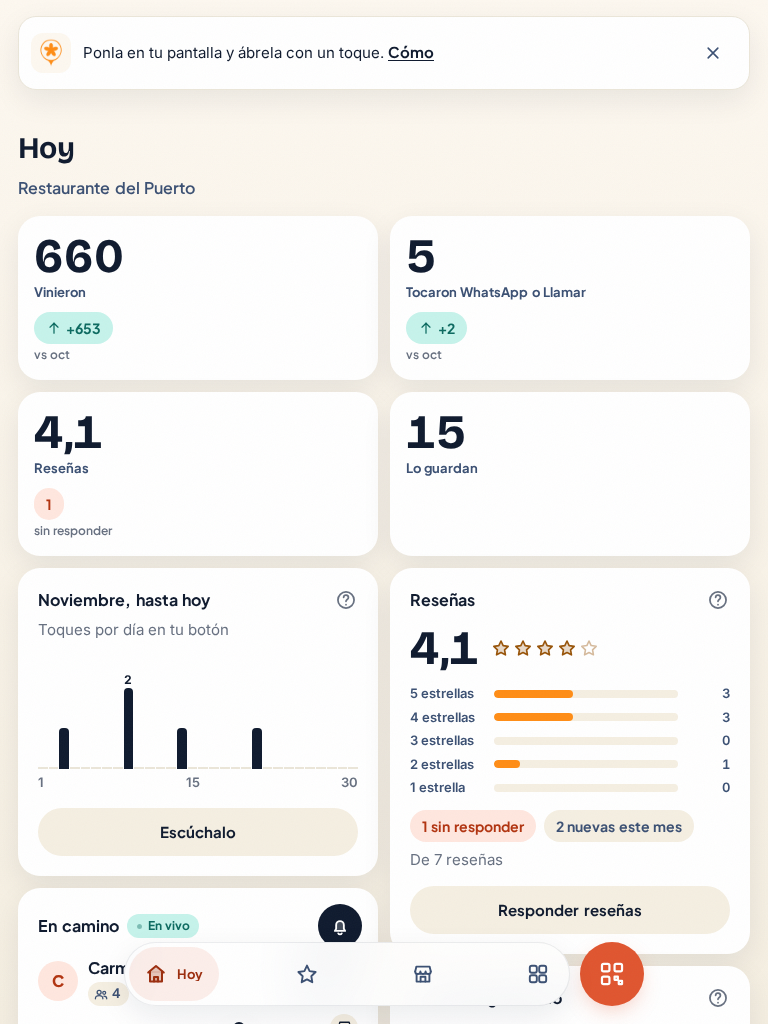 Ponla en tu pantalla y ábrela con un toque. Cómo
Hoy
Restaurante del Puerto
660
Vinieron
+653
vs oct
5
Tocaron WhatsApp o Llamar
+2
vs oct
4,1
Reseñas
1
sin responder
15
Lo guardan
Noviembre, hasta hoy
Toques por día en tu botón
2
1 15 30
Escúchalo
Reseñas
4,1
5 estrellas 3
4 estrellas 3
3 estrellas 0
2 estrellas 1
1 estrella 0
1 sin responder 2 nuevas este mes
De 7 reseñas
Responder reseñas
En camino En vivo
C
4
Hoy